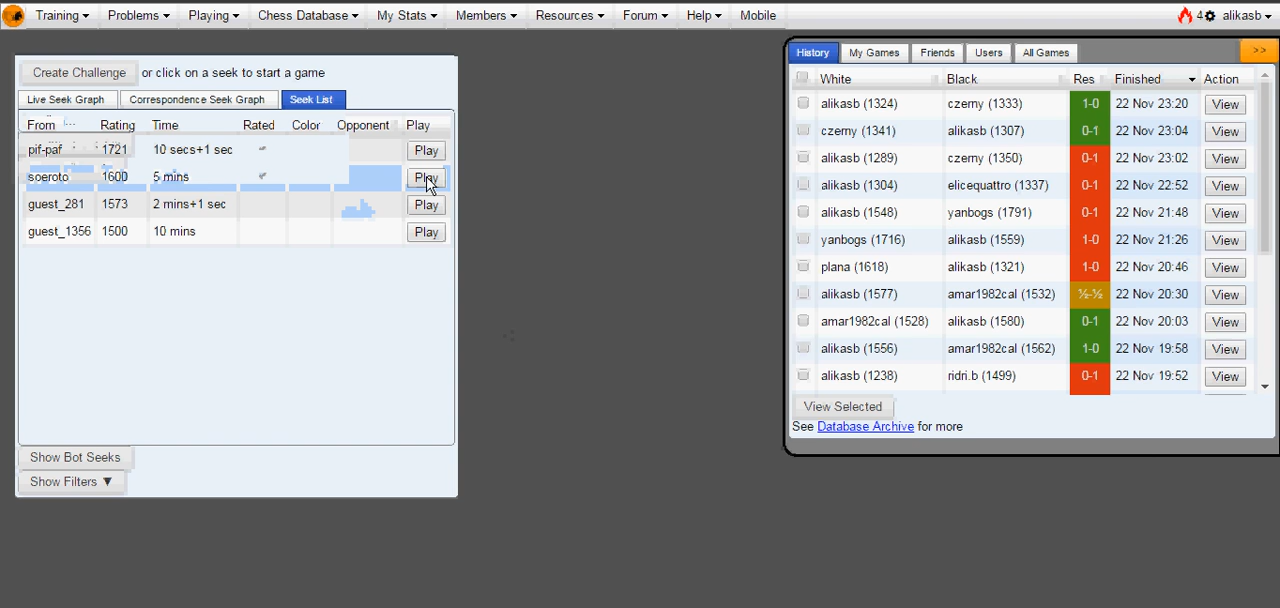 Training Problems Playing Chess Database My Stats Members Resources Forum Help Mobile 4 alikasb
Create Challenge or click on a seek to start a game
Live Seek Graph Correspondence Seek Graph Seek List
From Rating Time Rated Color Opponent Play
pif-paf 1721 10 secs+1 sec Play
soeroto 1600 5 mins Play
guest_281 1573 2 mins+1 sec Play
guest_1356 1500 10 mins Play
Show Bot Seeks
Show Filters ▼
History My Games Friends Users All Games >>
White Black Res Finished Action
alikasb (1324) czerny (1333) 1-0 22 Nov 23:20 View
czerny (1341) alikasb (1307) 0-1 22 Nov 23:04 View
alikasb (1289) czerny (1350) 0-1 22 Nov 23:02 View
alikasb (1304) elicequattro (1337) 0-1 22 Nov 22:52 View
alikasb (1548) yanbogs (1791) 0-1 22 Nov 21:48 View
yanbogs (1716) alikasb (1559) 1-0 22 Nov 21:26 View
plana (1618) alikasb (1321) 1-0 22 Nov 20:46 View
alikasb (1577) amar1982cal (1532) ½-½ 22 Nov 20:30 View
amar1982cal (1528) alikasb (1580) 0-1 22 Nov 20:03 View
alikasb (1556) amar1982cal (1562) 1-0 22 Nov 19:58 View
alikasb (1238) ridri.b (1499) 0-1 22 Nov 19:52 View
View Selected
See Database Archive for more